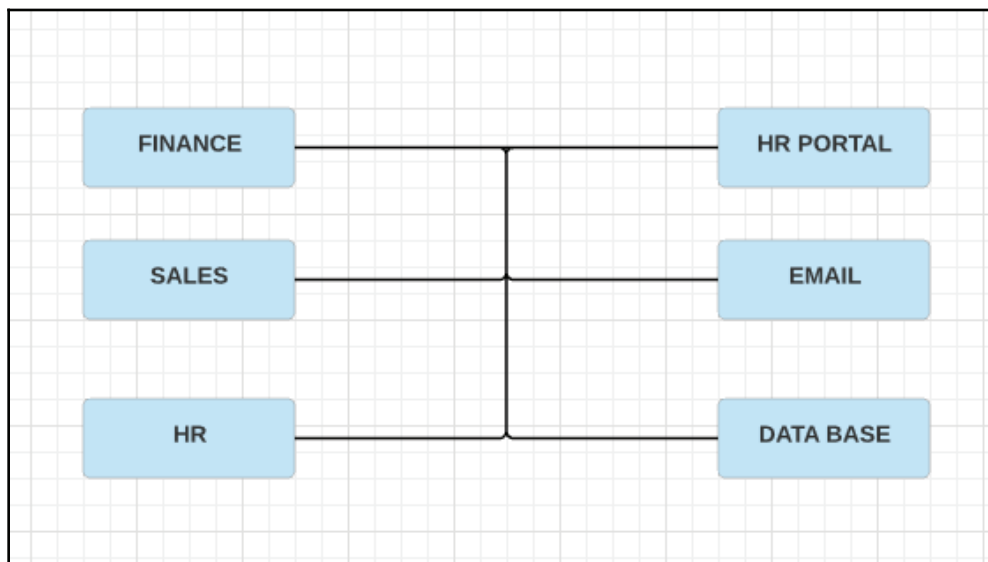 FINANCE
HR PORTAL
SALES
EMAIL
HR
DATA BASE